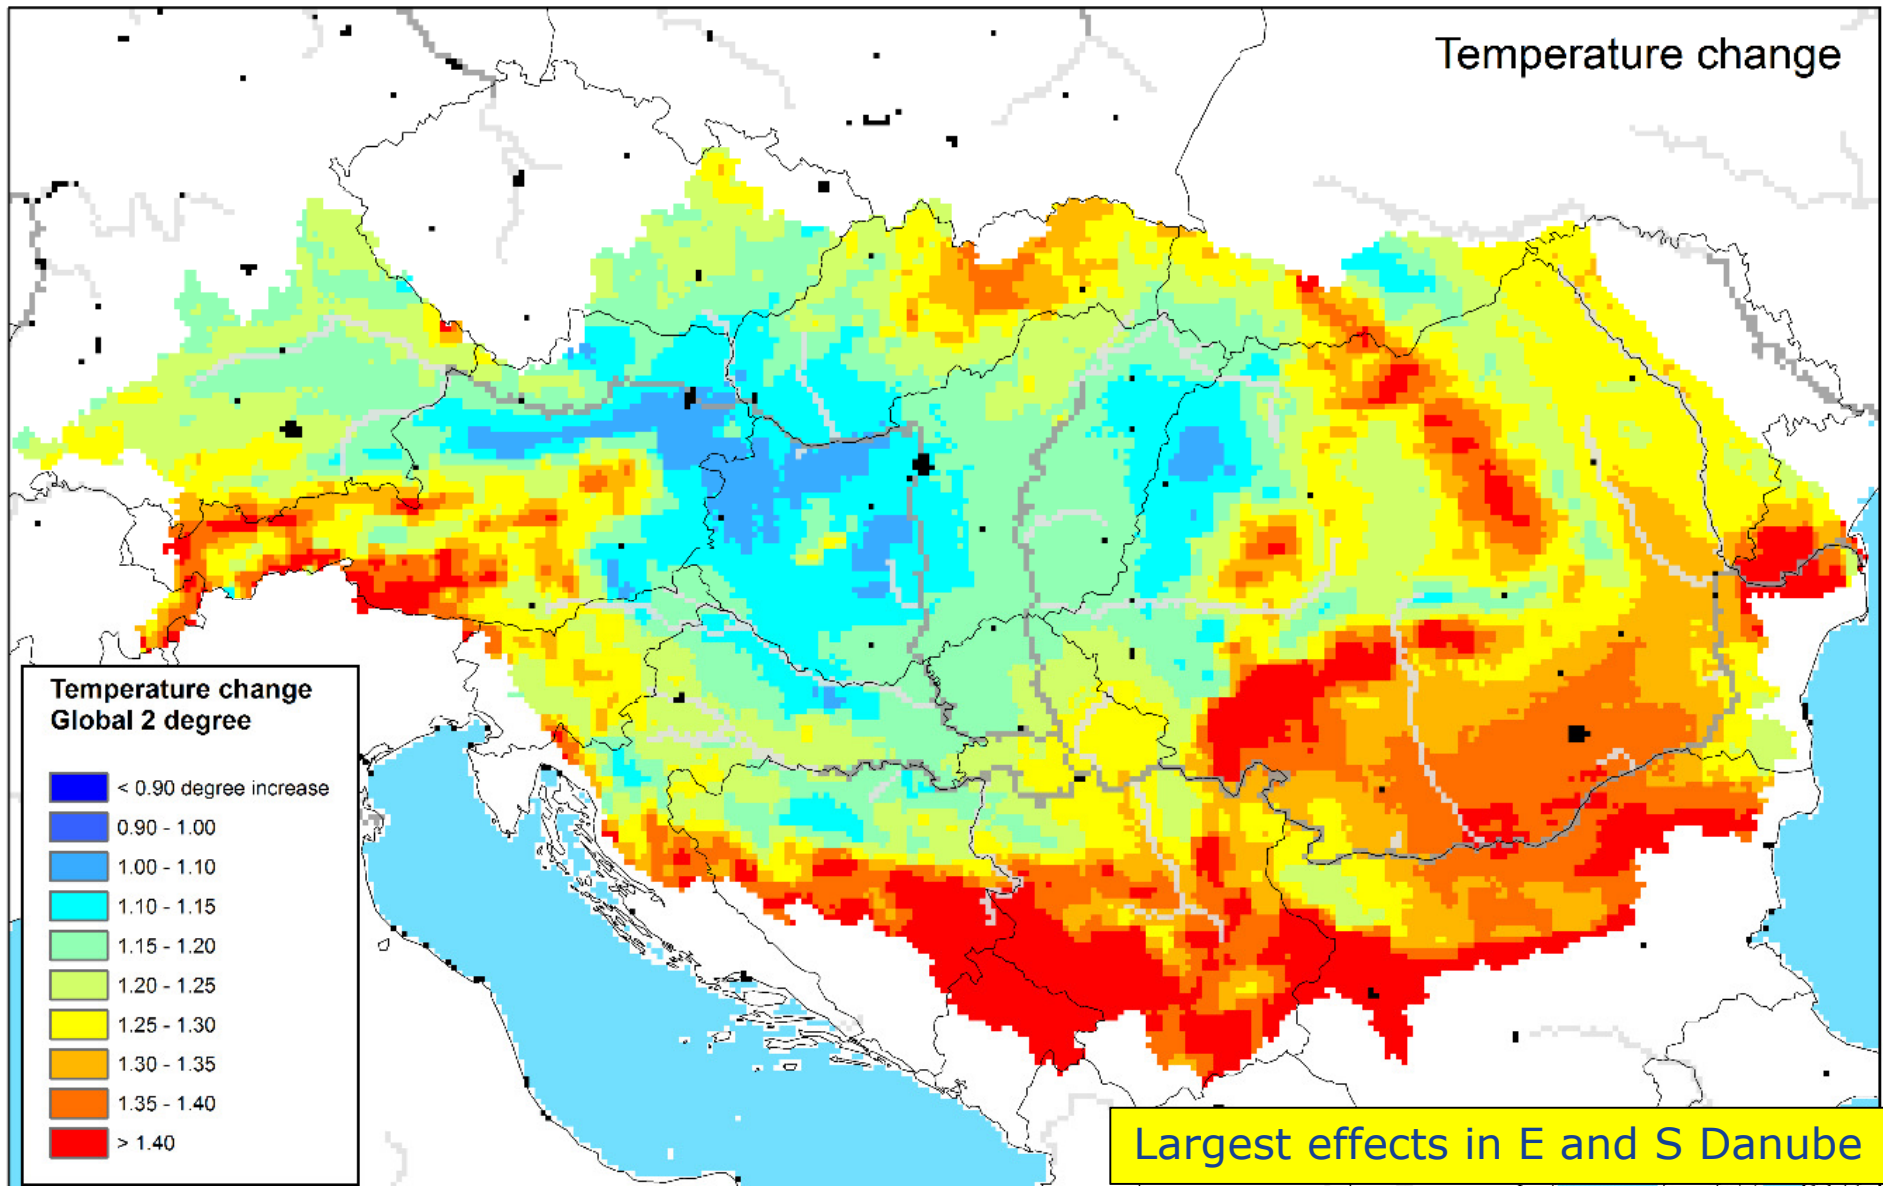 Temperature change
Temperature change
Global 2 degree
< 0.90 degree increase
0.90 - 1.00
1.00 - 1.10
1.10 - 1.15
1.15 - 1.20
1.20 - 1.25
1.25 - 1.30
1.30 - 1.35
1.35 - 1.40
> 1.40
Largest effects in E and S Danube